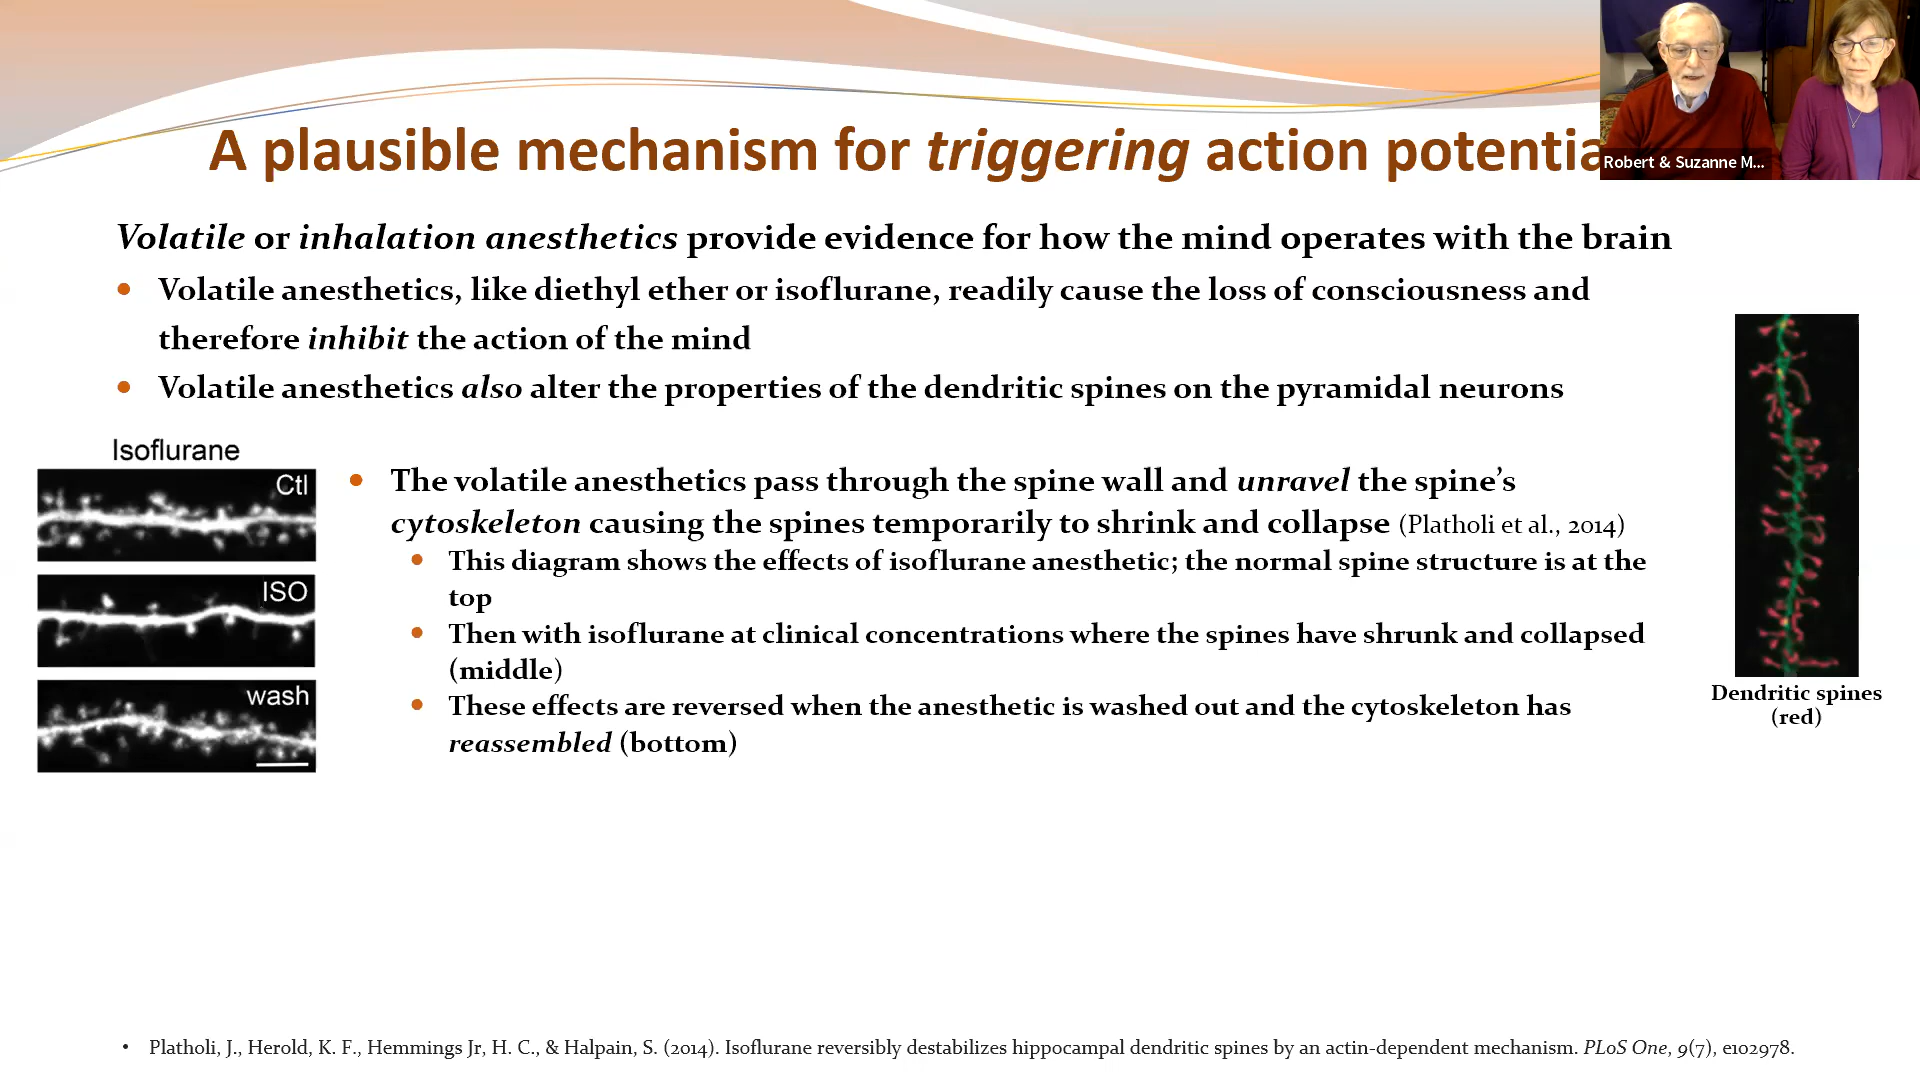 A plausible mechanism for triggering action potentia
Robert & Suzanne M...
Volatile or inhalation anesthetics provide evidence for how the mind operates with the brain
• Volatile anesthetics, like diethyl ether or isoflurane, readily cause the loss of consciousness and
therefore inhibit the action of the mind
• Volatile anesthetics also alter the properties of the dendritic spines on the pyramidal neurons
Isoflurane
Ctl
ISO
wash
• The volatile anesthetics pass through the spine wall and unravel the spine's
cytoskeleton causing the spines temporarily to shrink and collapse (Platholi et al., 2014)
• This diagram shows the effects of isoflurane anesthetic; the normal spine structure is at the
top
• Then with isoflurane at clinical concentrations where the spines have shrunk and collapsed
(middle)
• These effects are reversed when the anesthetic is washed out and the cytoskeleton has
reassembled (bottom)
Dendritic spines
(red)
• Platholi, J., Herold, K. F., Hemmings Jr, H. C., & Halpain, S. (2014). Isoflurane reversibly destabilizes hippocampal dendritic spines by an actin-dependent mechanism. PLoS One, 9(7), e102978.